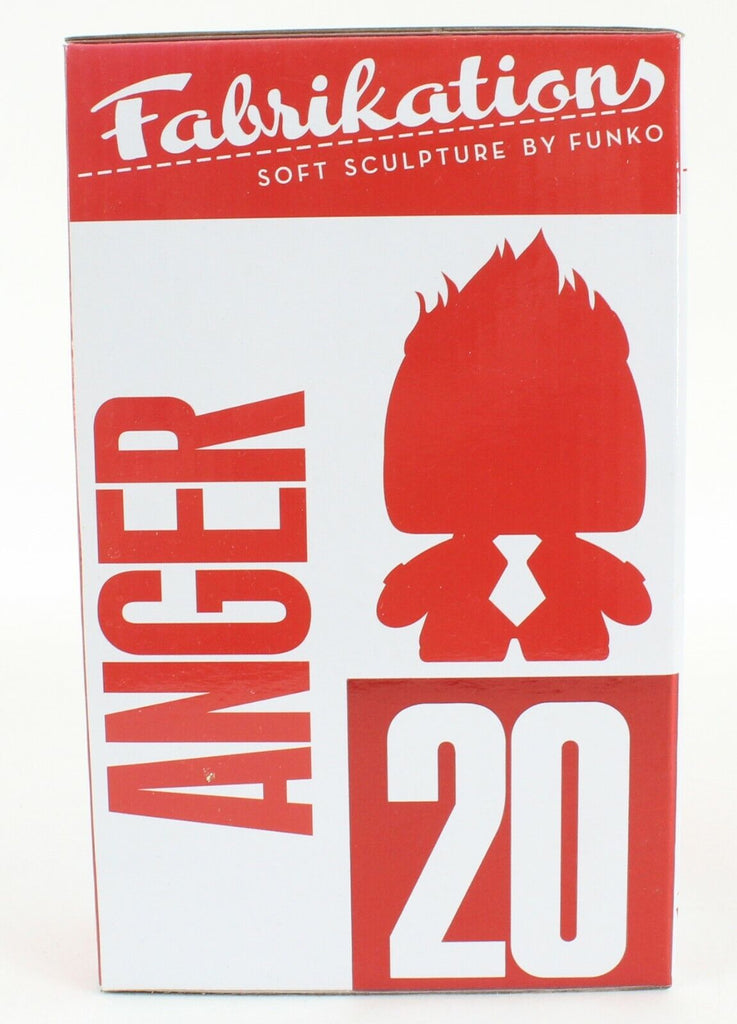 Fabrikations
SOFT SCULPTURE BY FUNKO
ANGER
20